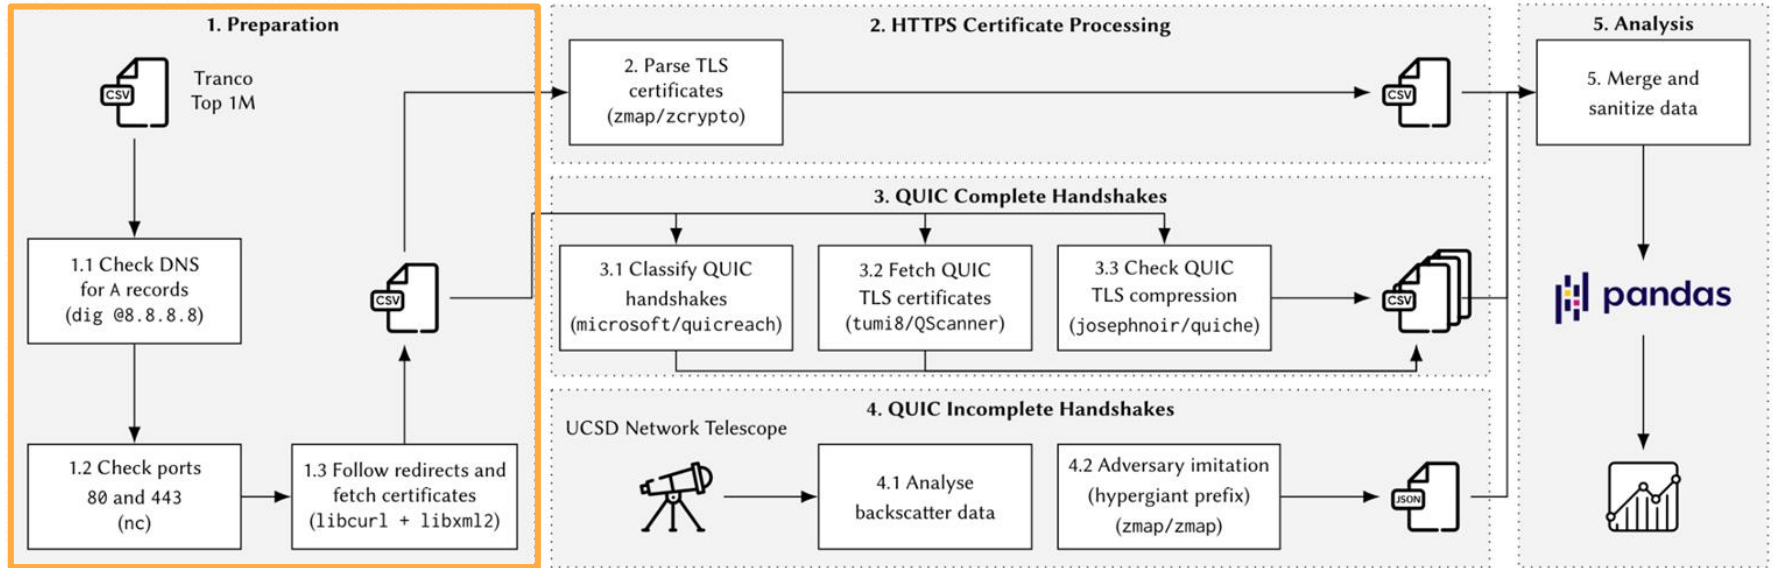 1. Preparation
CSV
Tranco
Top 1M
1.1 Check DNS
for A records
(dig @8.8.8.8)
1.2 Check ports
80 and 443
(nc)
1.3 Follow redirects and
fetch certificates
(libcurl + libxml2)
CSV
2. HTTPS Certificate Processing
2. Parse TLS
certificates
(zmap/zcrypto)
CSV
3. QUIC Complete Handshakes
3.1 Classify QUIC
handshakes
(microsoft/quicreach)
3.2 Fetch QUIC
TLS certificates
(tumi8/QScanner)
3.3 Check QUIC
TLS compression
(josephnoir/quiche)
CSV
4. QUIC Incomplete Handshakes
UCSD Network Telescope
4.1 Analyse
backscatter data
4.2 Adversary imitation
(hypergiant prefix)
(zmap/zmap)
JSON
5. Analysis
5. Merge and
sanitize data
pandas